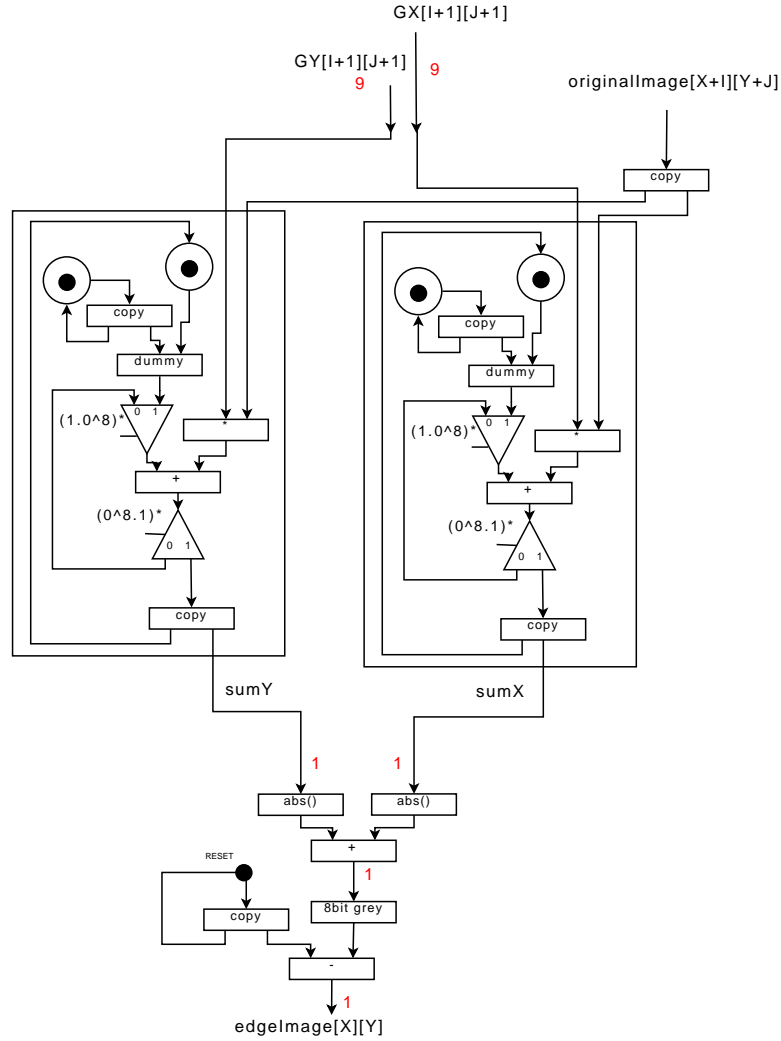 GX[I+1][J+1]
GY[I+1][J+1]
9
9
originalImage[X+I][Y+J]
copy
copy
dummy
0 1
(1.0^8)*
*
+
(0^8.1)*
0 1
copy
copy
dummy
0 1
(1.0^8)*
*
+
(0^8.1)*
0 1
copy
sumY
sumX
1
1
abs()
abs()
+
RESET
1
copy
8bit grey
-
1
edgeImage[X][Y]